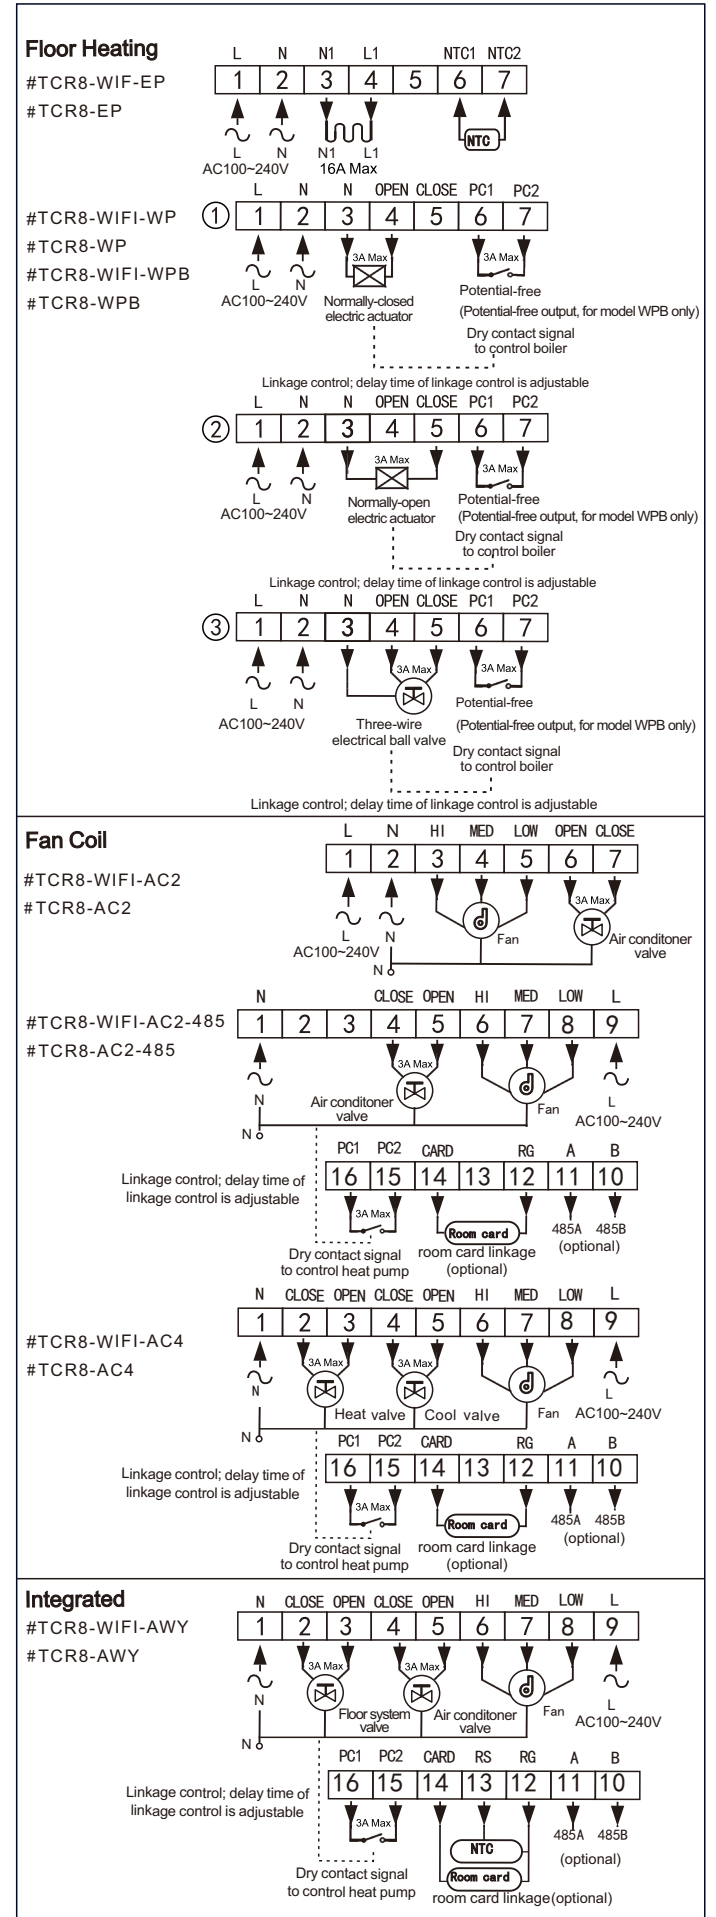 Floor Heating
#TCR8-WIF-EP
#TCR8-EP
L N N1 L1 NTC1 NTC2
1 2 3 4 5 6 7
NTC
L N N1 L1
AC100~240V 16A Max
#TCR8-WIFI-WP
#TCR8-WP
#TCR8-WIFI-WPB
#TCR8-WPB
L N N OPEN CLOSE PC1 PC2
① 1 2 3 4 5 6 7
3A Max 3A Max
L N
AC100~240V
Normally-closed
electric actuator
Potential-free
(Potential-free output, for model WPB only)
Dry contact signal
to control boiler
Linkage control; delay time of linkage control is adjustable
L N N OPEN CLOSE PC1 PC2
② 1 2 3 4 5 6 7
3A Max 3A Max
L N
AC100~240V
Normally-open
electric actuator
Potential-free
(Potential-free output, for model WPB only)
Dry contact signal
to control boiler
Linkage control; delay time of linkage control is adjustable
L N N OPEN CLOSE PC1 PC2
③ 1 2 3 4 5 6 7
3A Max 3A Max
L N
AC100~240V
Three-wire
electrical ball valve
Potential-free
(Potential-free output, for model WPB only)
Dry contact signal
to control boiler
Linkage control; delay time of linkage control is adjustable
Fan Coil
#TCR8-WIFI-AC2
#TCR8-AC2
L N HI MED LOW OPEN CLOSE
1 2 3 4 5 6 7
3A Max
L N
AC100~240V
Fan
Air conditoner
valve
N
#TCR8-WIFI-AC2-485
#TCR8-AC2-485
N CLOSE OPEN HI MED LOW L
1 2 3 4 5 6 7 8 9
3A Max
N
Air conditoner
valve
Fan
L
AC100~240V
N
PC1 PC2 CARD RG A B
16 15 14 13 12 11 10
Linkage control; delay time of
linkage control is adjustable
3A Max
Room card
485A 485B
(optional)
Dry contact signal
to control heat pump
room card linkage
(optional)
#TCR8-WIFI-AC4
#TCR8-AC4
N CLOSE OPEN CLOSE OPEN HI MED LOW L
1 2 3 4 5 6 7 8 9
3A Max 3A Max
N
Heat valve Cool valve Fan
L
AC100~240V
N
PC1 PC2 CARD RG A B
16 15 14 13 12 11 10
Linkage control; delay time of
linkage control is adjustable
3A Max
Room card
485A 485B
(optional)
Dry contact signal
to control heat pump
room card linkage
(optional)
Integrated
#TCR8-WIFI-AWY
#TCR8-AWY
N CLOSE OPEN CLOSE OPEN HI MED LOW L
1 2 3 4 5 6 7 8 9
3A Max 3A Max
N
Floor system
valve
Air conditoner
valve
Fan
L
AC100~240V
N
PC1 PC2 CARD RS RG A B
16 15 14 13 12 11 10
Linkage control; delay time of
linkage control is adjustable
3A Max
NTC
Room card
485A 485B
(optional)
Dry contact signal
to control heat pump
room card linkage(optional)